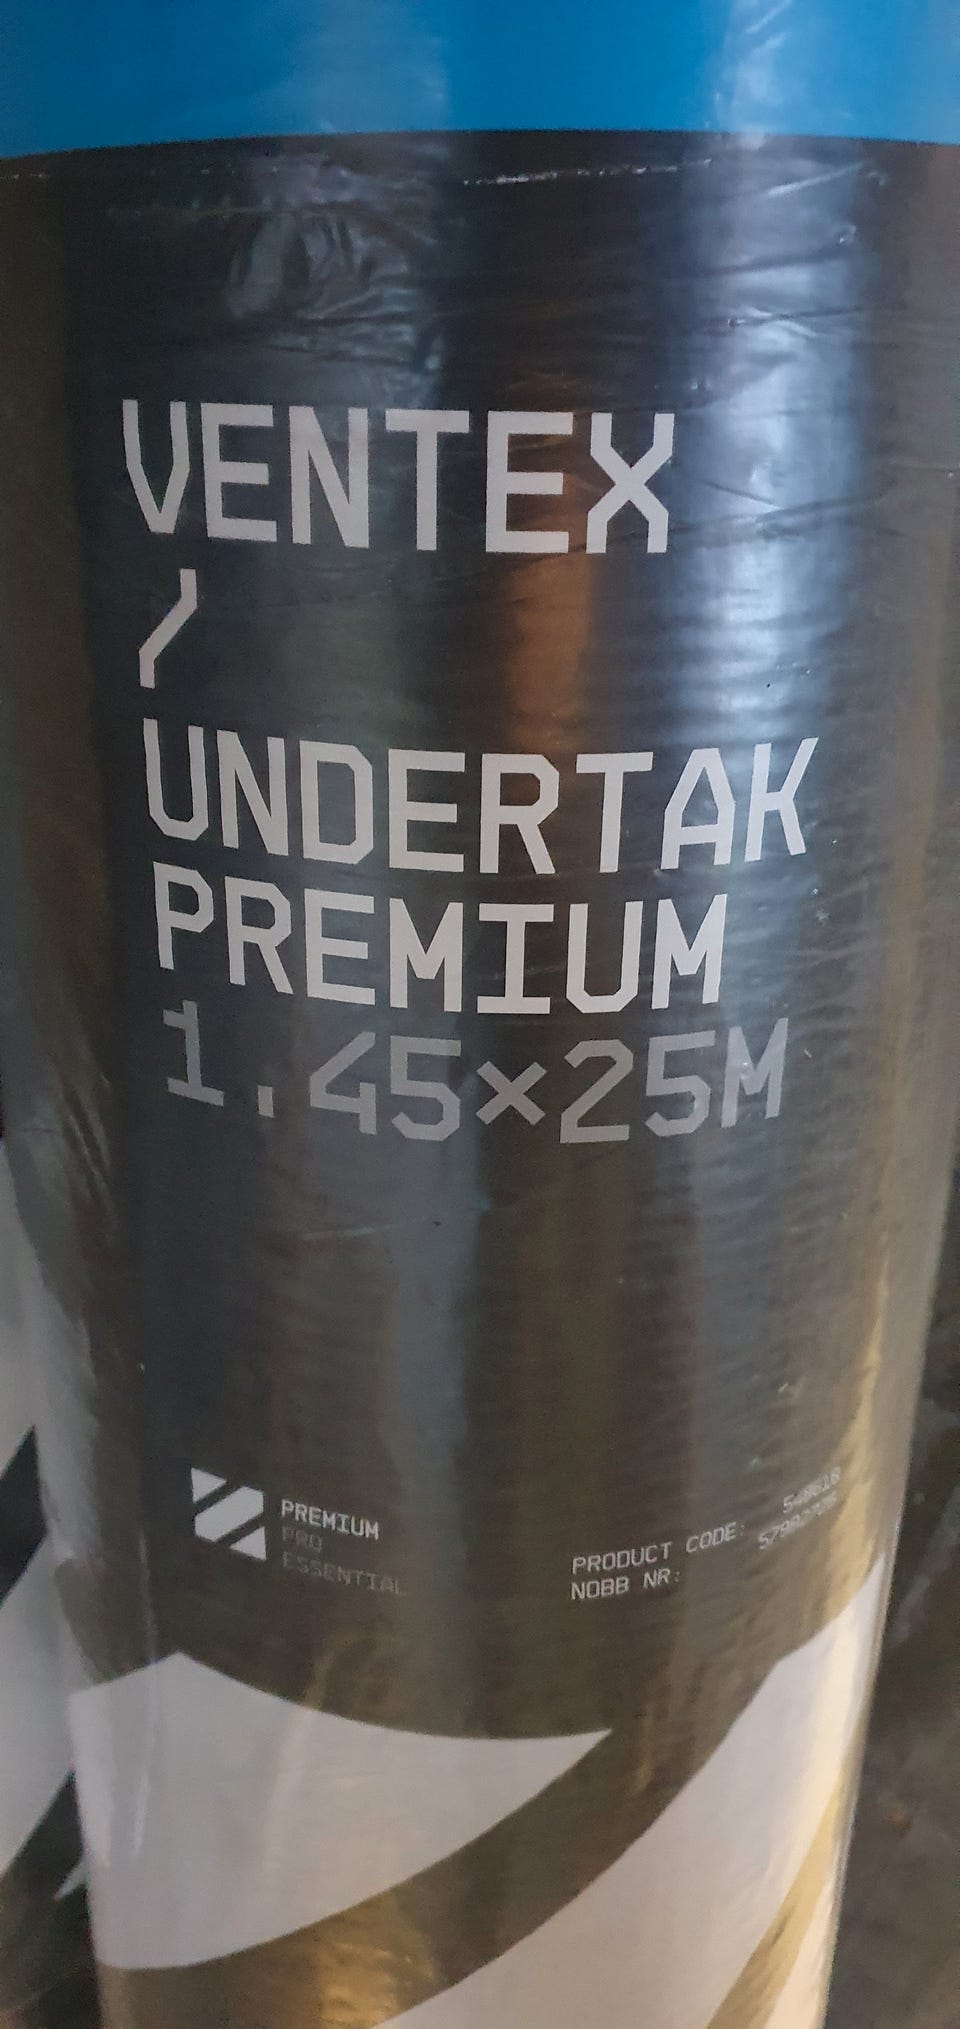 VENTEX
/
UNDERTAK
PREMIUM
1.45×25M
PREMIUM
PRO
ESSENTIAL
PRODUCT CODE:
NOBB NR: